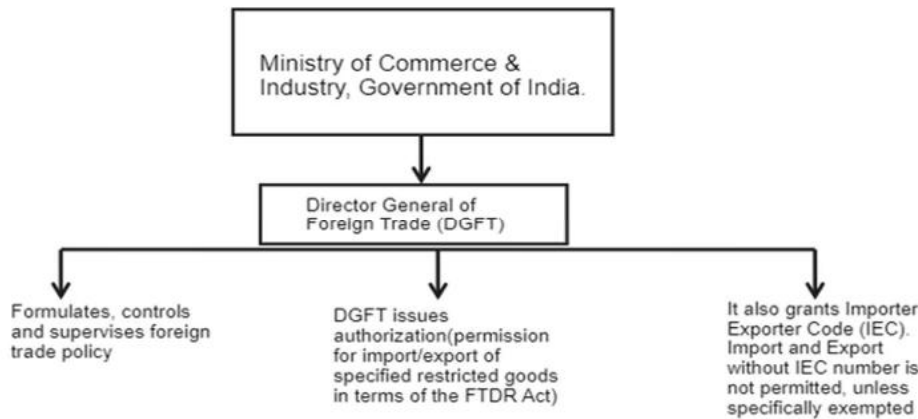 Ministry of Commerce &
Industry, Government of India.
Director General of
Foreign Trade (DGFT)
Formulates, controls
and supervises foreign
trade policy
DGFT issues
authorization(permission
for import/export of
specified restricted goods
in terms of the FTDR Act)
It also grants Importer
Exporter Code (IEC).
Import and Export
without IEC number is
not permitted, unless
specifically exempted